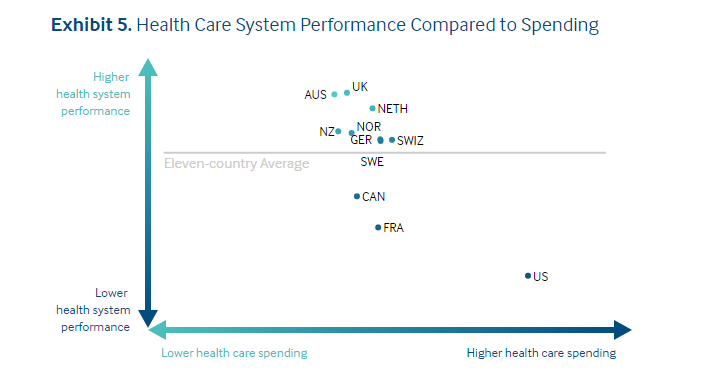 Exhibit 5. Health Care System Performance Compared to Spending
Higher
health system
performance
AUS
UK
NETH
NZ
NOR
GER
SWIZ
Eleven-country Average
SWE
CAN
FRA
US
Lower
health system
performance
Lower health care spending
Higher health care spending